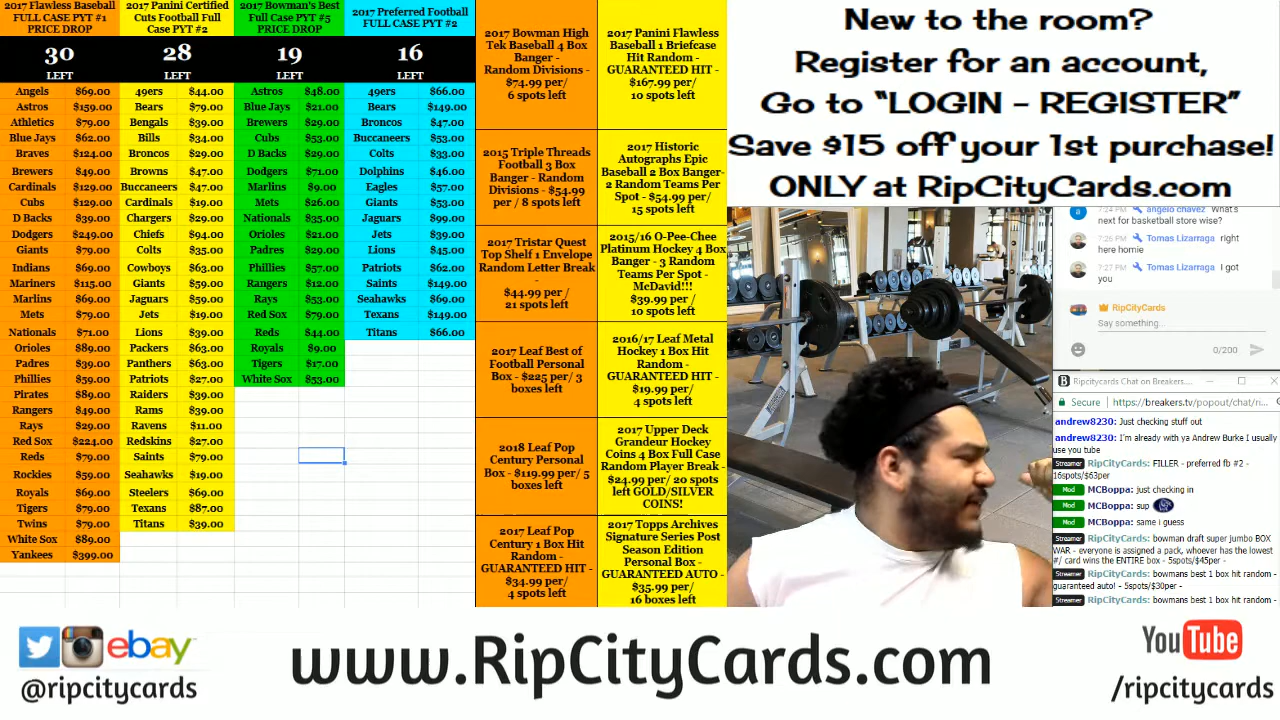 2017 Flawless Baseball
FULL CASE PYT #1
PRICE DROP
30
LEFT
Angels $69.00
Astros $159.00
Athletics $79.00
Blue Jays $62.00
Braves $124.00
Brewers $49.00
Cardinals $129.00
Cubs $129.00
D Backs $39.00
Dodgers $249.00
Giants $79.00
Indians $69.00
Mariners $115.00
Marlins $69.00
Mets $79.00
Nationals $71.00
Orioles $89.00
Padres $39.00
Phillies $59.00
Pirates $89.00
Rangers $49.00
Rays $29.00
Red Sox $224.00
Reds $79.00
Rockies $59.00
Royals $69.00
Tigers $79.00
Twins $79.00
White Sox $89.00
Yankees $399.00
2017 Panini Certified
Cuts Football Full
Case PYT #2
28
LEFT
49ers $44.00
Bears $79.00
Bengals $39.00
Bills $34.00
Broncos $29.00
Browns $47.00
Buccaneers $47.00
Cardinals $19.00
Chargers $29.00
Chiefs $94.00
Colts $35.00
Cowboys $63.00
Giants $59.00
Jaguars $59.00
Jets $19.00
Lions $39.00
Packers $63.00
Panthers $63.00
Patriots $27.00
Raiders $39.00
Rams $39.00
Ravens $11.00
Redskins $27.00
Saints $79.00
Seahawks $19.00
Steelers $69.00
Texans $87.00
Titans $39.00
2017 Bowman's Best
Full Case PYT #5
PRICE DROP
19
LEFT
Astros $48.00
Blue Jays $21.00
Brewers $29.00
Cubs $53.00
D Backs $29.00
Dodgers $71.00
Marlins $9.00
Mets $26.00
Nationals $35.00
Orioles $21.00
Padres $29.00
Phillies $57.00
Rangers $12.00
Rays $53.00
Red Sox $79.00
Reds $44.00
Royals $9.00
Tigers $17.00
White Sox $53.00
2017 Preferred Football
FULL CASE PYT #2
16
LEFT
49ers $66.00
Bears $149.00
Broncos $47.00
Buccaneers $53.00
Colts $33.00
Dolphins $46.00
Eagles $57.00
Giants $53.00
Jaguars $99.00
Jets $39.00
Lions $45.00
Patriots $62.00
Saints $149.00
Seahawks $69.00
Texans $149.00
Titans $66.00
2017 Bowman High
Tek Baseball 4 Box
Banger -
Random Divisions -
$74.99 per/
6 spots left
2015 Triple Threads
Football 3 Box
Banger - Random
Divisions - $54.99
per / 8 spots left
2017 Tristar Quest
Top Shelf 1 Envelope
Random Letter Break
-
$44.99 per/
21 spots left
2017 Leaf Best of
Football Personal
Box - $225 per/ 3
boxes left
2018 Leaf Pop
Century Personal
Box - $119.99 per/ 5
boxes left
2017 Leaf Pop
Century 1 Box Hit
Random -
GUARANTEED HIT -
$34.99 per/
4 spots left
2017 Panini Flawless
Baseball 1 Briefcase
Hit Random -
GUARANTEED HIT -
$167.99 per/
10 spots left
2017 Historic
Autographs Epic
Baseball 2 Box Banger-
2 Random Teams Per
Spot - $54.99 per/
15 spots left
2015/16 O-Pee-Chee
Platinum Hockey 4 Box
Banger - 3 Random
Teams Per Spot -
McDavid!!!
$39.99 per/
10 spots left
2016/17 Leaf Metal
Hockey 1 Box Hit
Random -
GUARANTEED HIT -
$19.99 per/
4 spots left
2017 Upper Deck
Grandeur Hockey
Coins 4 Box Full Case
Random Player Break -
$24.99 per/ 20 spots
left GOLD/SILVER
COINS!
2017 Topps Archives
Signature Series Post
Season Edition
Personal Box -
GUARANTEED AUTO -
$35.99 per/
16 boxes left
New to the room?
Register for an account,
Go to “LOGIN - REGISTER”
Save $15 off your 1st purchase!
ONLY at RipCityCards.com
a 7:24 PM angelo chavez What's
next for basketball store wise?
7:26 PM Tomas Lizarraga right
here homie
7:27 PM Tomas Lizarraga I got
you
RipCityCards
Say something...
0/200
B Ripcitycards Chat on Breakers....
Secure https://breakers.tv/popout/chat/ri...
andrew8230: Just checking stuff out
andrew8230: I'm already with ya Andrew Burke I usually
use you tube
Streamer RipCityCards: FILLER - preferred fb #2 -
16spots/$63per
Mod MCBoppa: just checking in
Mod MCBoppa: sup
Mod MCBoppa: same i guess
Streamer RipCityCards: bowman draft super jumbo BOX
WAR - everyone is assigned a pack, whoever has the lowest
#/ card wins the ENTIRE box - 5spots/$45per -
Streamer RipCityCards: bowmans best 1 box hit random -
guaranteed auto! - 5spots/$30per -
Streamer RipCityCards: bowmans best 1 box hit random -
ebay
@ripcitycards
www.RipCityCards.com
YouTube
/ripcitycards